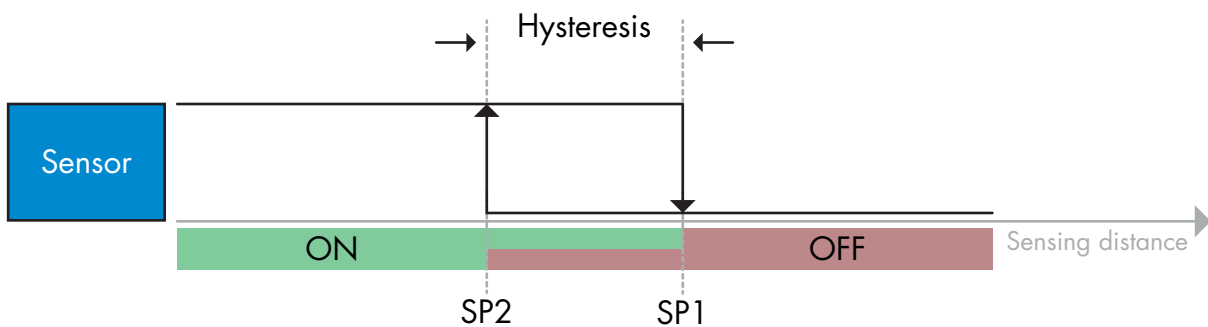 Hysteresis
Sensor
ON
OFF
Sensing distance
SP2
SP1